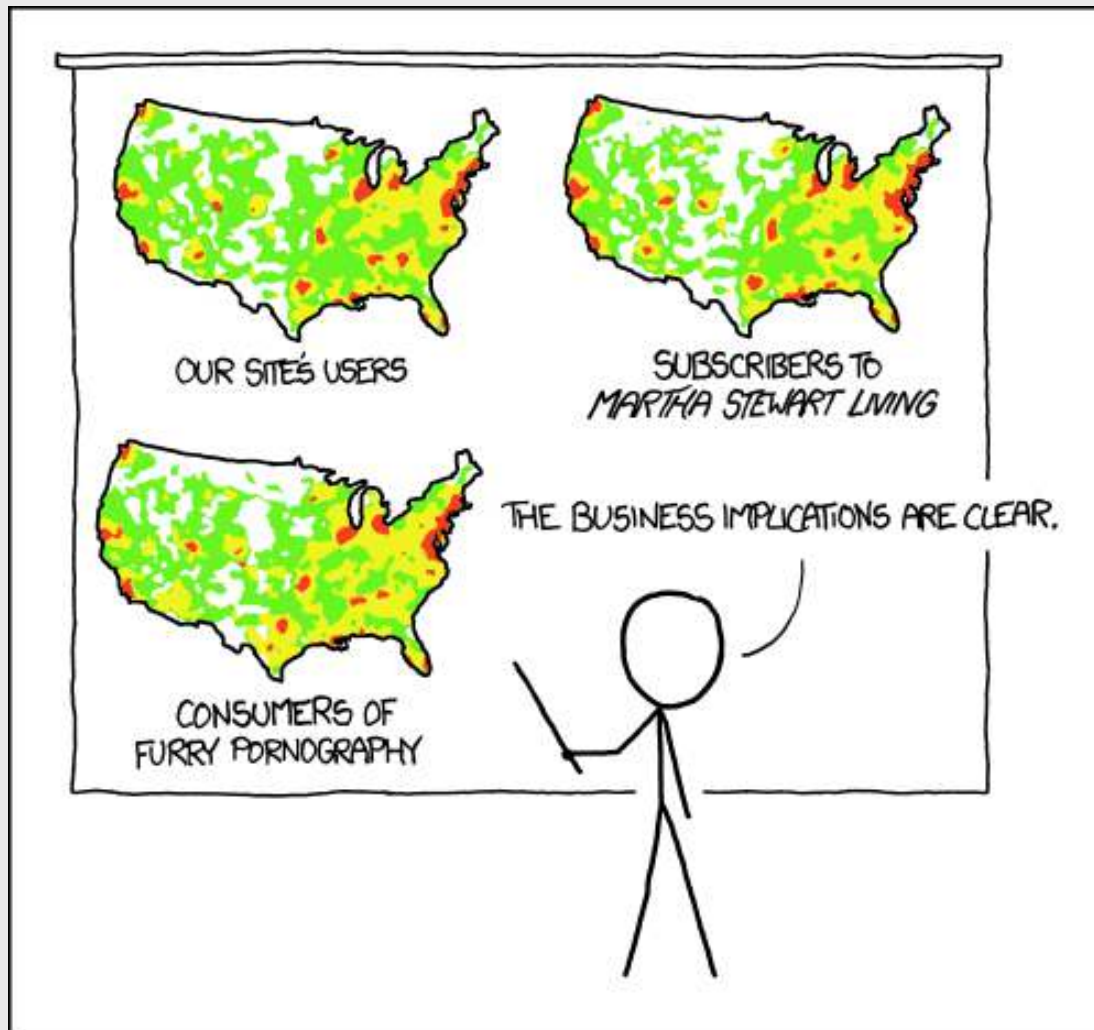 OUR SITE'S USERS
SUBSCRIBERS TO
MARTHA STEWART LIVING
CONSUMERS OF
FURRY PORNOGRAPHY
THE BUSINESS IMPLICATIONS ARE CLEAR.